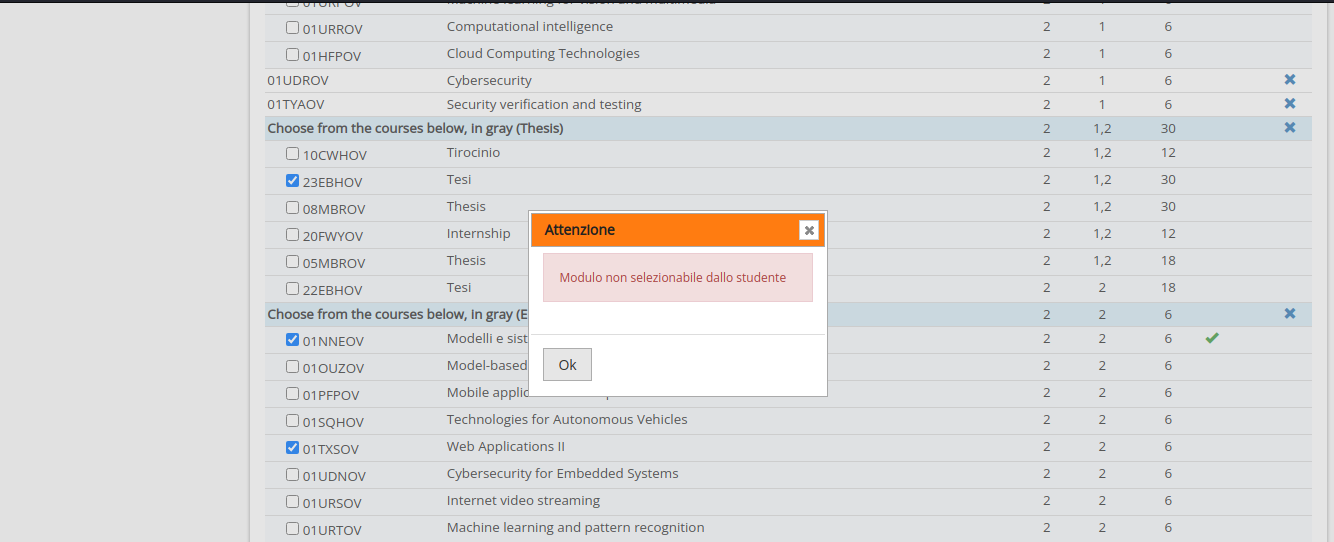 01URROV Computational intelligence 2 1 6
01HFPOV Cloud Computing Technologies 2 1 6
01UDROV Cybersecurity 2 1 6
01TYAOV Security verification and testing 2 1 6
Choose from the courses below, in gray (Thesis) 2 1,2 30
10CWHOV Tirocinio 2 1,2 12
23EBHOV Tesi 2 1,2 30
08MBROV Thesis 2 1,2 30
20FWYOV Internship 2 1,2 12
05MBROV Thesis 2 1,2 18
22EBHOV Tesi 2 2 18
Choose from the courses below, in gray (E 2 2 6
01NNEOV Modelli e sist 2 2 6
01OUZOV Model-based 2 2 6
01PFPOV Mobile applic 2 2 6
01SQHOV Technologies for Autonomous Vehicles 2 2 6
01TXSOV Web Applications II 2 2 6
01UDNOV Cybersecurity for Embedded Systems 2 2 6
01URSOV Internet video streaming 2 2 6
01URTOV Machine learning and pattern recognition 2 2 6
Attenzione
Modulo non selezionabile dallo studente
Ok